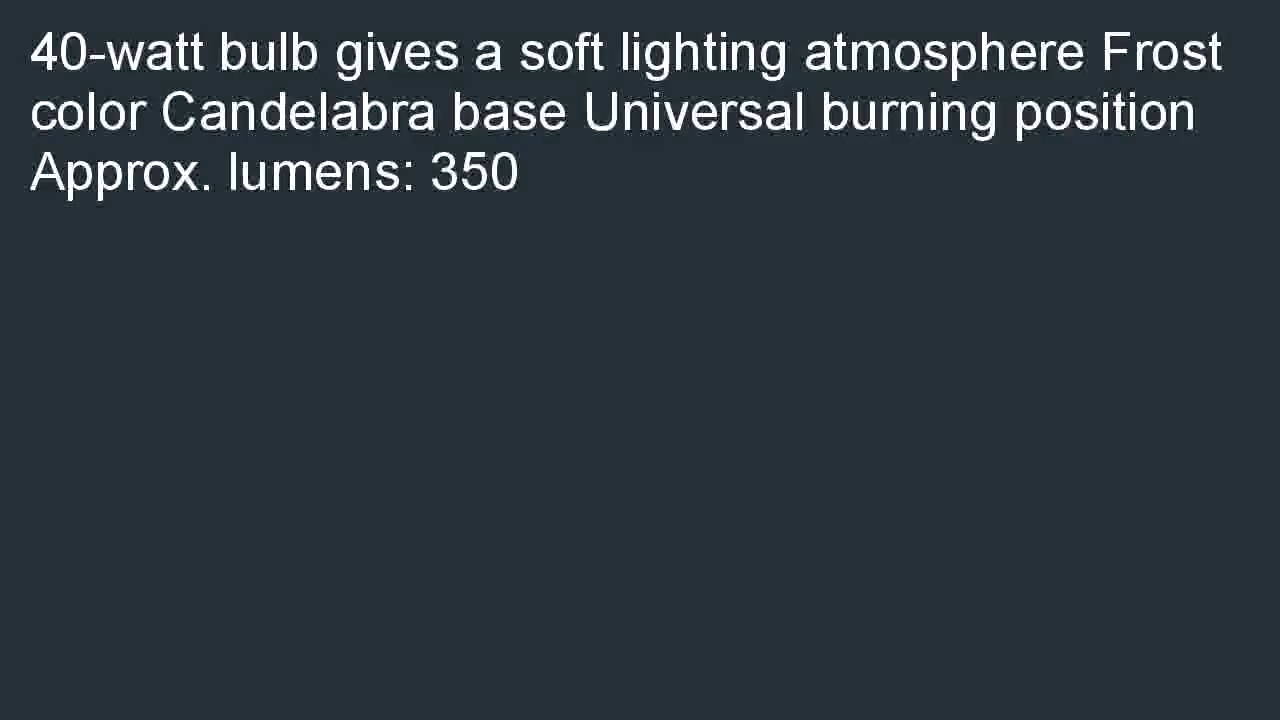 40-watt bulb gives a soft lighting atmosphere Frost
color Candelabra base Universal burning position
Approx. lumens: 350